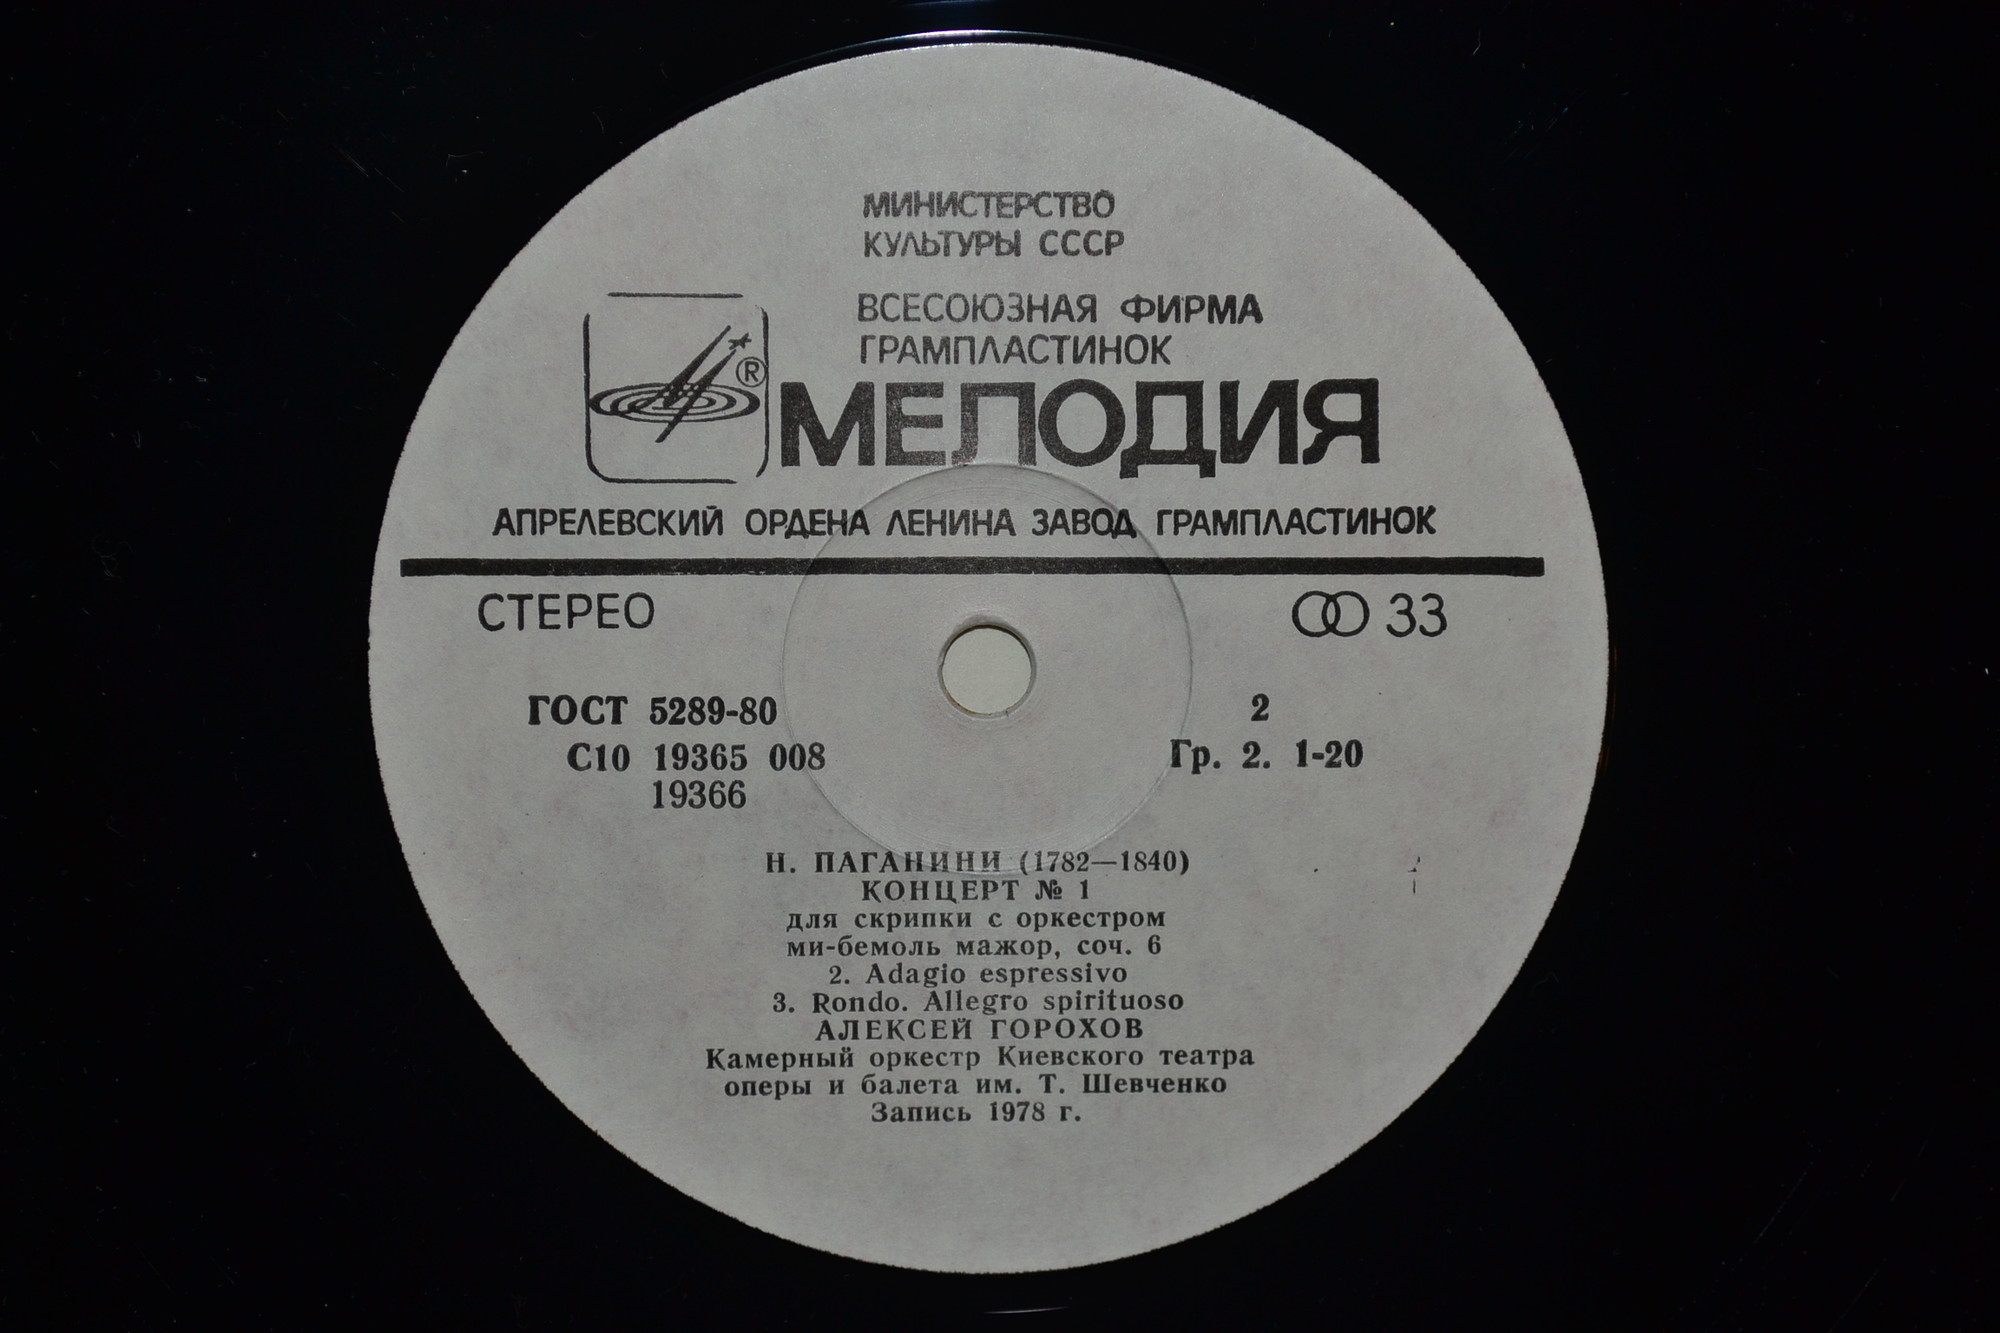 МИНИСТЕРСТВО
КУЛЬТУРЫ СССР
ВСЕСОЮЗНАЯ ФИРМА
ГРАМПЛАСТИНОК
® МЕЛОДИЯ
АПРЕЛЕВСКИЙ ОРДЕНА ЛЕНИНА ЗАВОД ГРАМПЛАСТИНОК
СТЕРЕО 33
ГОСТ 5289-80 2
С10 19365 008 Гр. 2. 1-20
19366
Н. ПАГАНИНИ (1782—1840)
КОНЦЕРТ № 1
для скрипки с оркестром
ми-бемоль мажор, соч. 6
2. Adagio espressivo
3. Rondo. Allegro spirituoso
АЛЕКСЕЙ ГОРОХОВ
Камерный оркестр Киевского театра
оперы и балета им. Т. Шевченко
Запись 1978 г.